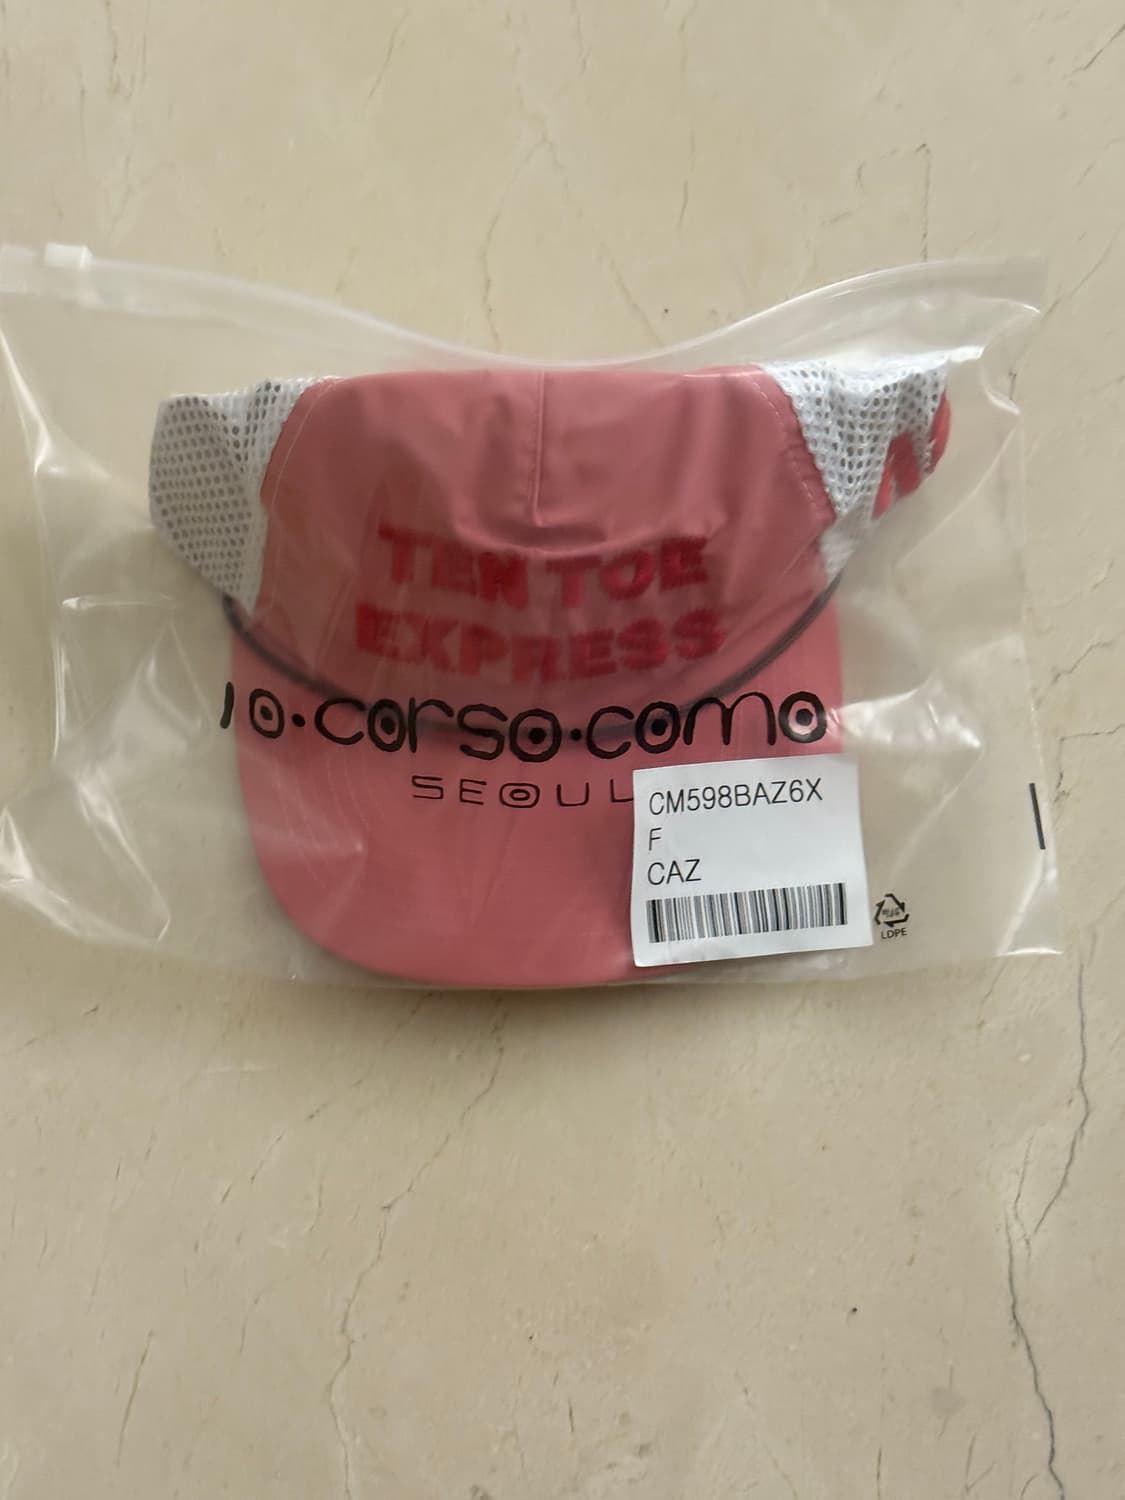 TEN TOE
EXPRESS
10·corso·como
SEOUL
CM598BAZ6X
F
CAZ
LDPE